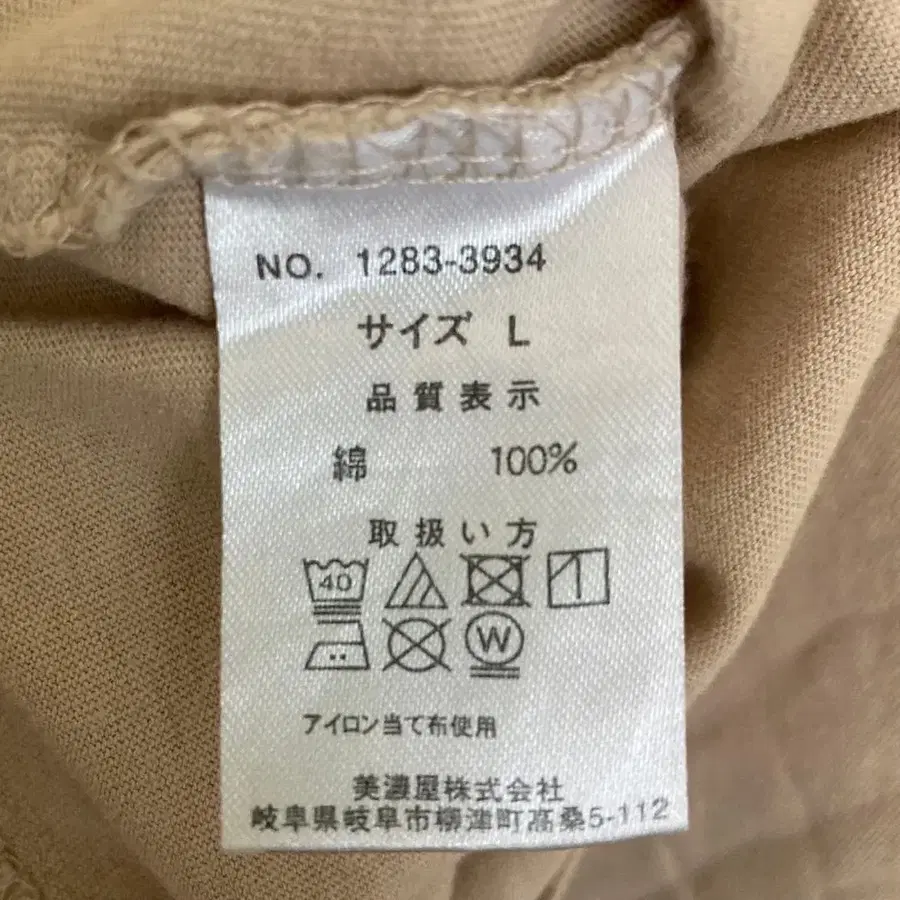 NO. 1283-3934
サイズ L
品質表示
綿 100%
取扱い方
40
W
アイロン当て布使用
美濃屋株式会社
岐阜県岐阜市柳津町高桑5-112